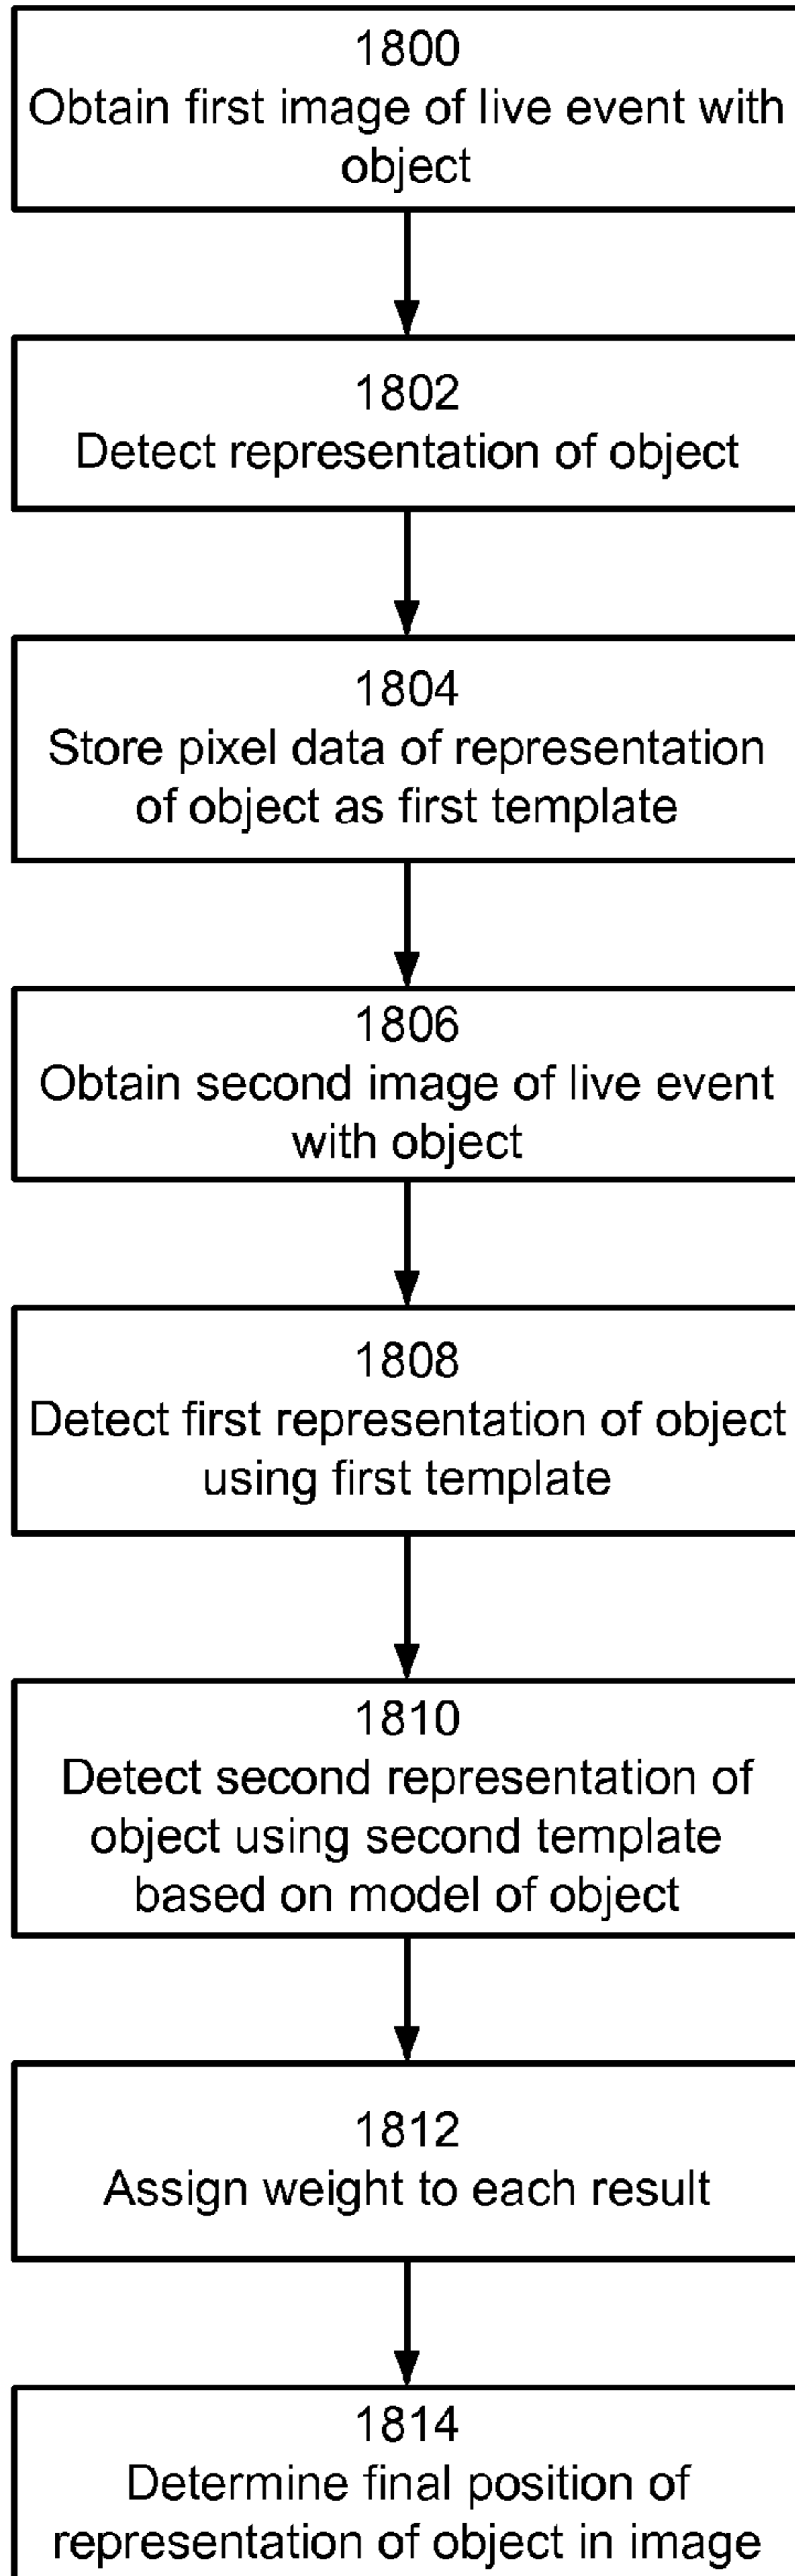 1800
Obtain first image of live event with
object
1802
Detect representation of object
1804
Store pixel data of representation
of object as first template
1806
Obtain second image of live event
with object
1808
Detect first representation of object
using first template
1810
Detect second representation of
object using second template
based on model of object
1812
Assign weight to each result
1814
Determine final position of
representation of object in image